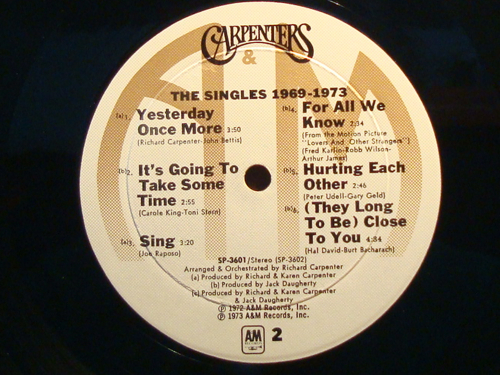 CARPENTERS
&
THE SINGLES 1969-1973
(a)1. Yesterday
Once More 3:50
(Richard Carpenter-John Bettis)
(b)2. It's Going To
Take Some
Time 2:55
(Carole King-Toni Stern)
(a)3. Sing 3:20
(Joe Raposo)
(b)4. For All We
Know 2:34
(From the Motion Picture
"Lovers And Other Strangers")
(Fred Karlin-Robb Wilson-
Arthur James)
(b)5. Hurting Each
Other 2:46
(Peter Udell-Gary Geld)
(b)6. (They Long
To Be) Close
To You 4:34
(Hal David-Burt Bacharach)
SP-3601/Stereo (SP-3602)
Arranged & Orchestrated by Richard Carpenter
(a) Produced by Richard & Karen Carpenter
(b) Produced by Jack Daugherty
(c) Produced by Richard & Karen Carpenter
& Jack Daugherty
℗ 1972 A&M Records, Inc.
℗ 1973 A&M Records, Inc.
AM
2